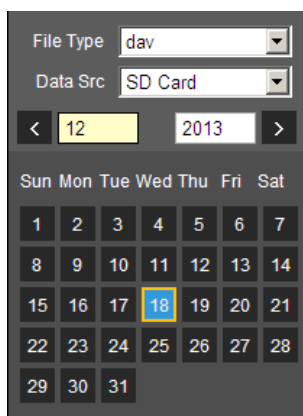 File Type dav
Data Src SD Card
< 12 2013 >
Sun Mon Tue Wed Thu Fri Sat
1 2 3 4 5 6 7
8 9 10 11 12 13 14
15 16 17 18 19 20 21
22 23 24 25 26 27 28
29 30 31